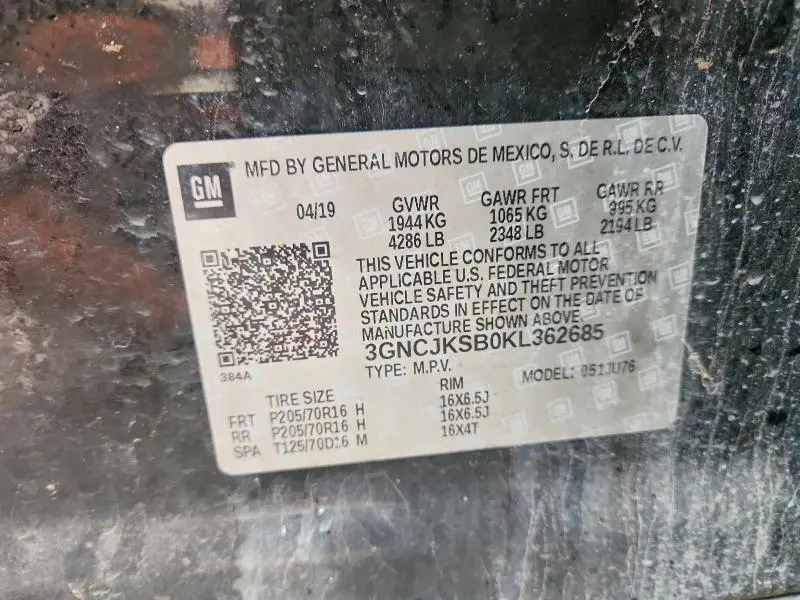 GM
MFD BY GENERAL MOTORS DE MEXICO, S. DE R.L. DE C.V.
04/19 GVWR GAWR FRT GAWR RR
1944 KG 1065 KG 995 KG
4286 LB 2348 LB 2194 LB
THIS VEHICLE CONFORMS TO ALL
APPLICABLE U.S. FEDERAL MOTOR
VEHICLE SAFETY AND THEFT PREVENTION
STANDARDS IN EFFECT ON THE DATE OF
MANUFACTURE SHOWN ABOVE.
3GNCJKSB0KL362685
384A
TYPE: M.P.V. MODEL: 051JU76
TIRE SIZE RIM
FRT P205/70R16 H 16X6.5J
RR P205/70R16 H 16X6.5J
SPA T125/70D16 M 16X4T